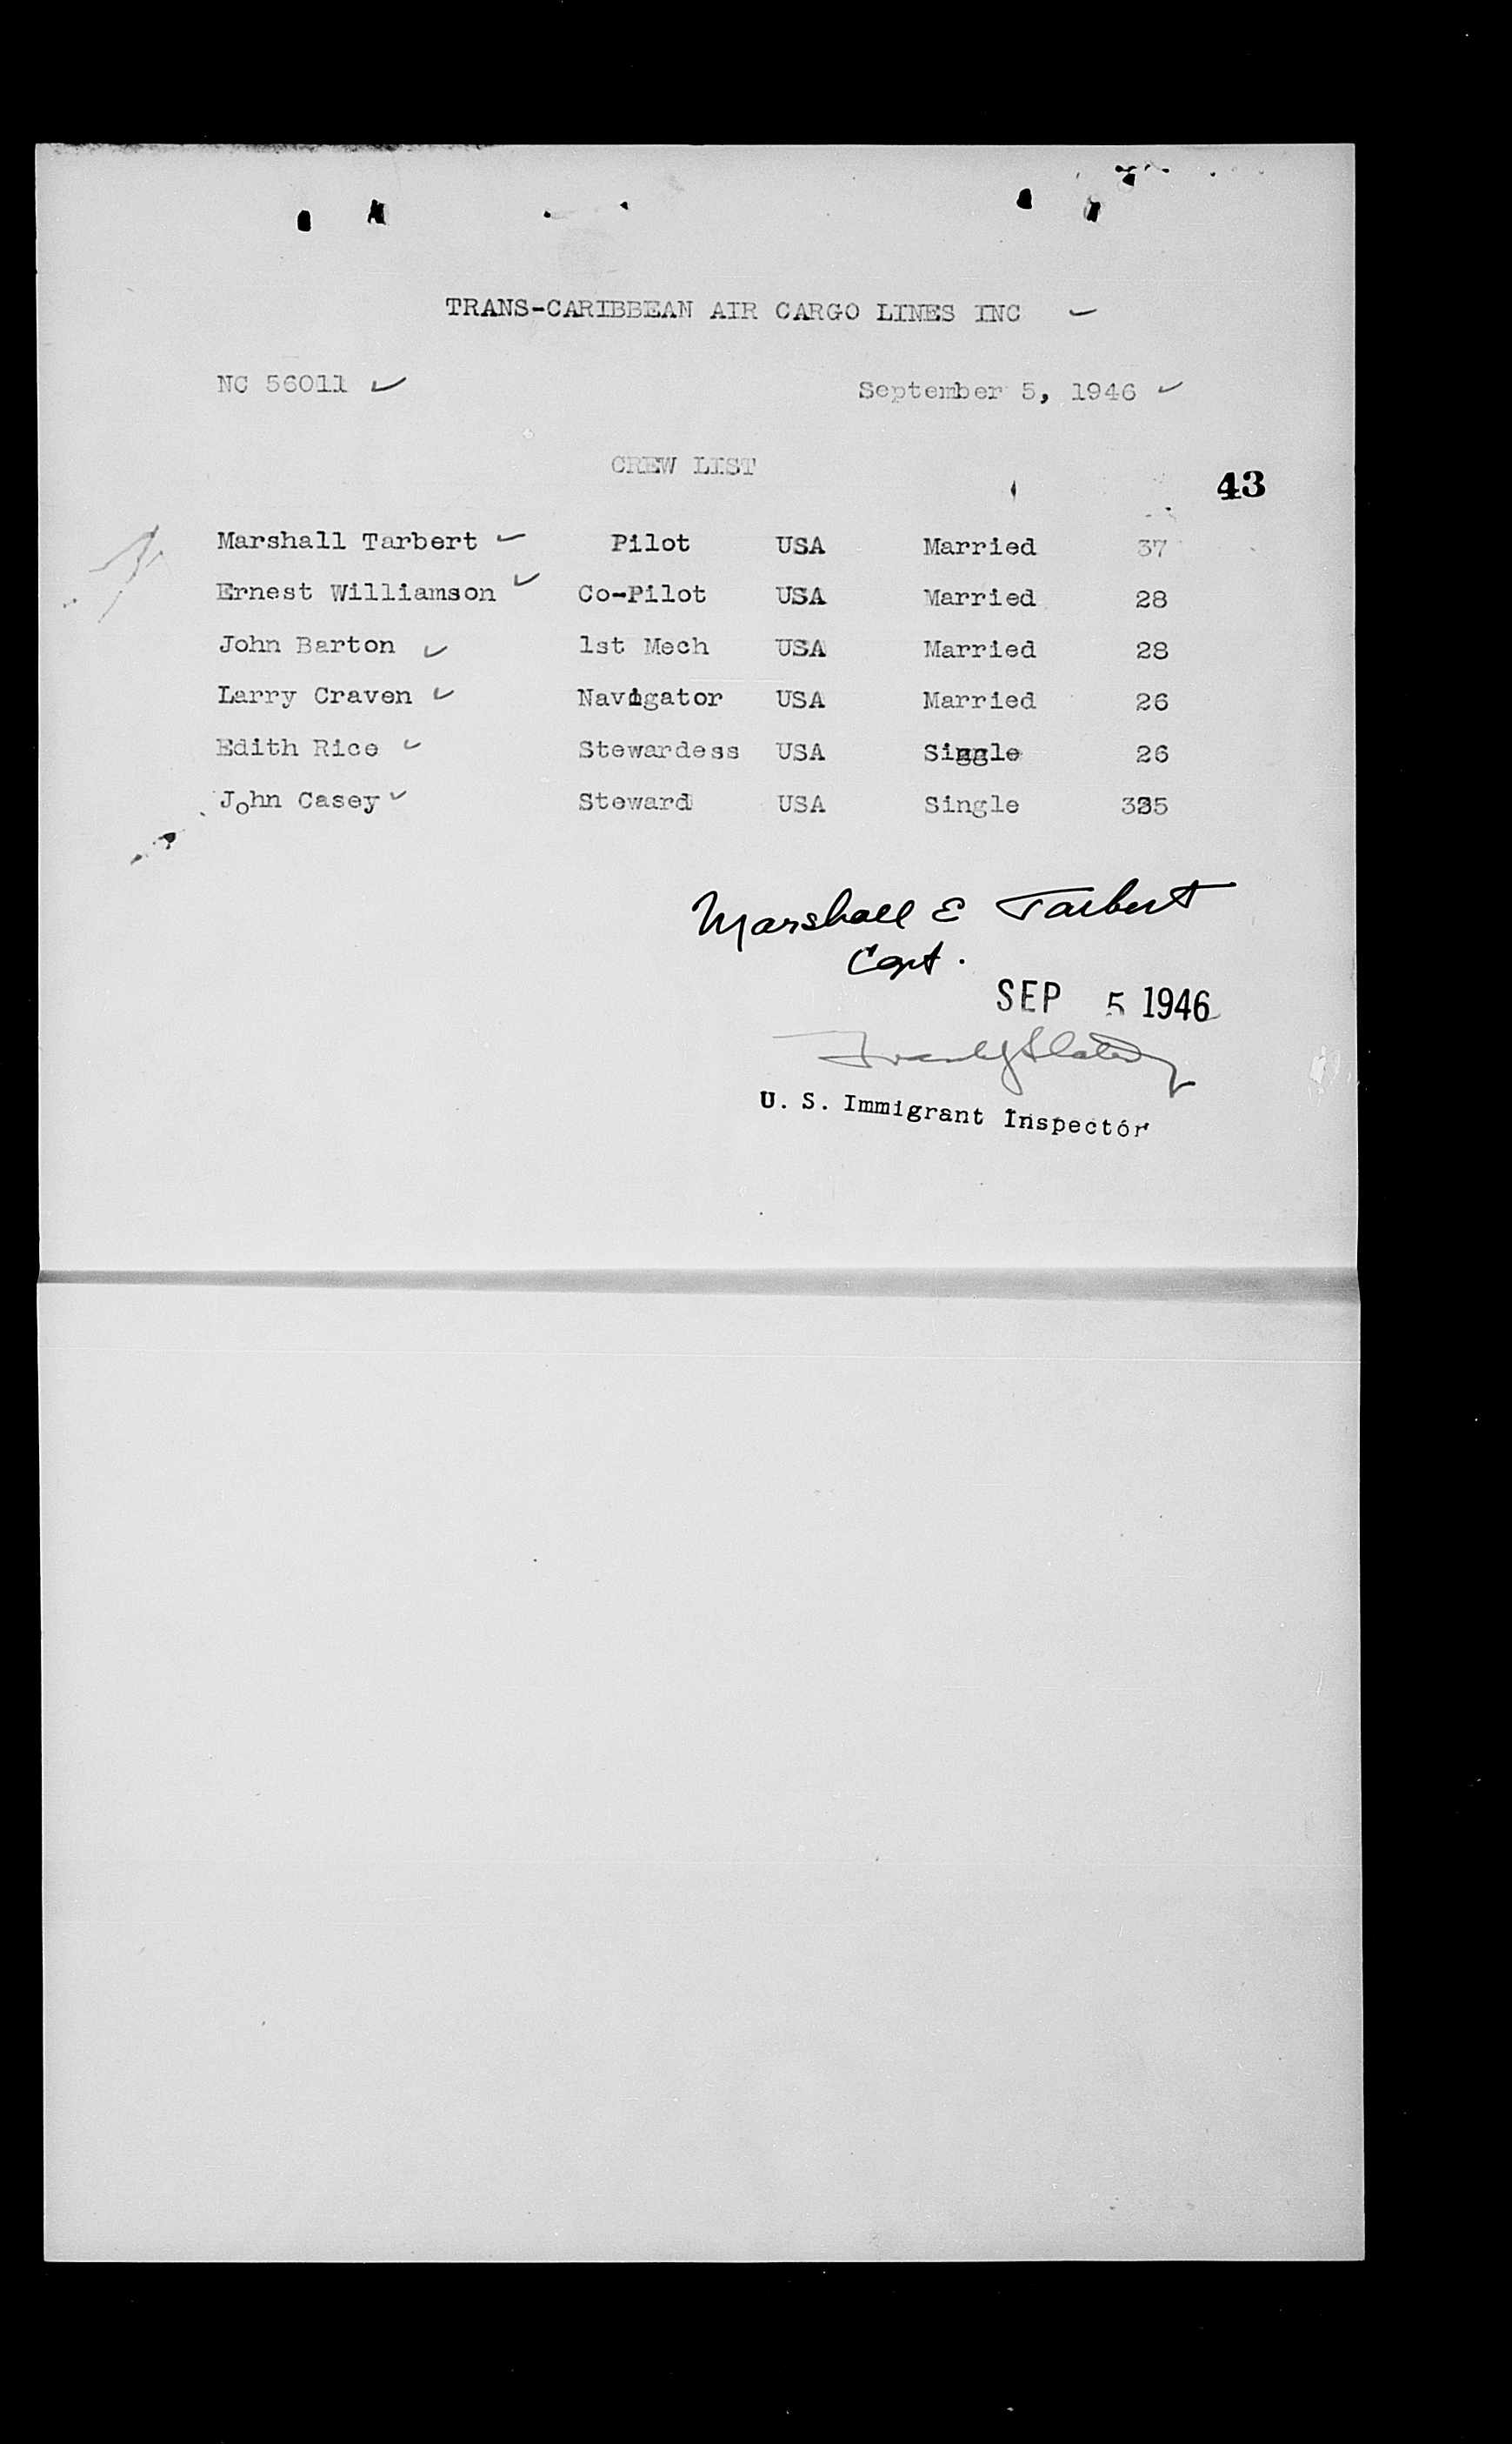 TRANS-CARIBBEAN AIR CARGO LINES INC
NC 56011 September 5, 1946
CREW LIST
43
Marshall Tarbert Pilot USA Married 37
Ernest Williamson Co-Pilot USA Married 28
John Barton 1st Mech USA Married 28
Larry Craven Navigator USA Married 26
Edith Rice Stewardess USA Single 26
John Casey Steward USA Single
Marshall E Tarbert
Capt.
SEP 5 1946
U. S. Immigrant Inspector